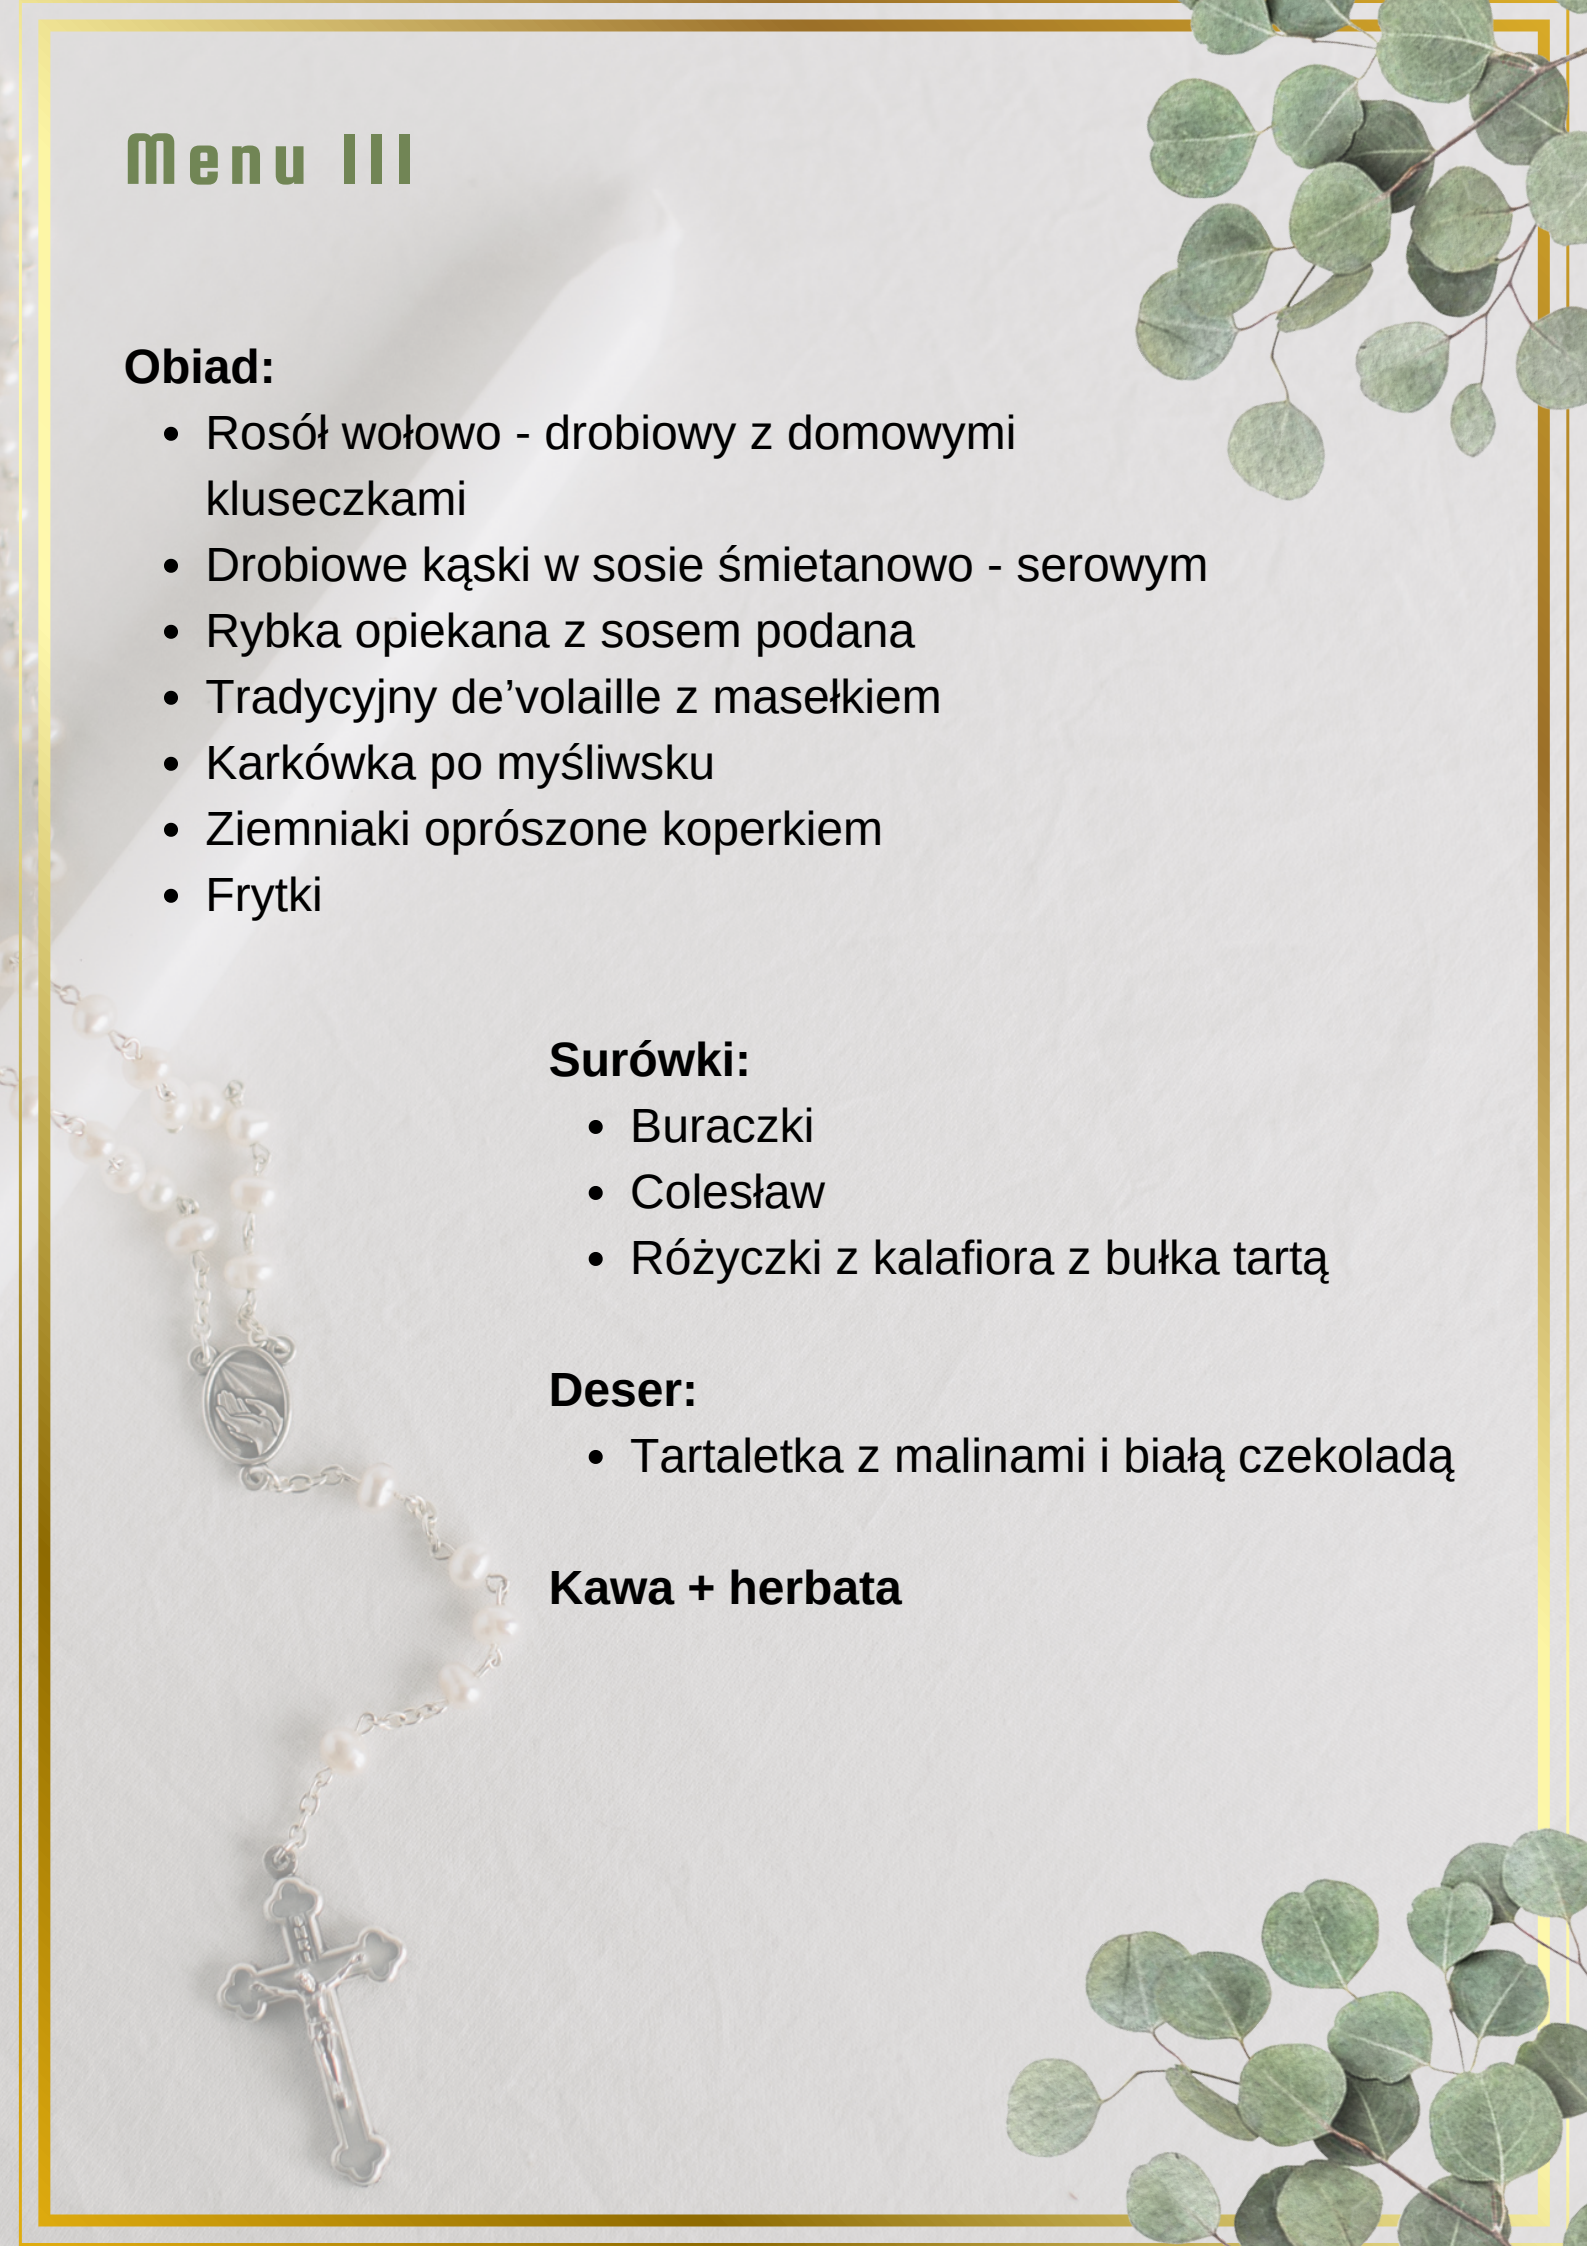 Menu III
Obiad:
• Rosół wołowo - drobiowy z domowymi
kluseczkami
• Drobiowe kąski w sosie śmietanowo - serowym
• Rybka opiekana z sosem podana
• Tradycyjny de’volaille z masełkiem
• Karkówka po myśliwsku
• Ziemniaki oprószone koperkiem
• Frytki
Surówki:
• Buraczki
• Colesław
• Różyczki z kalafiora z bułka tartą
Deser:
• Tartaletka z malinami i białą czekoladą
Kawa + herbata